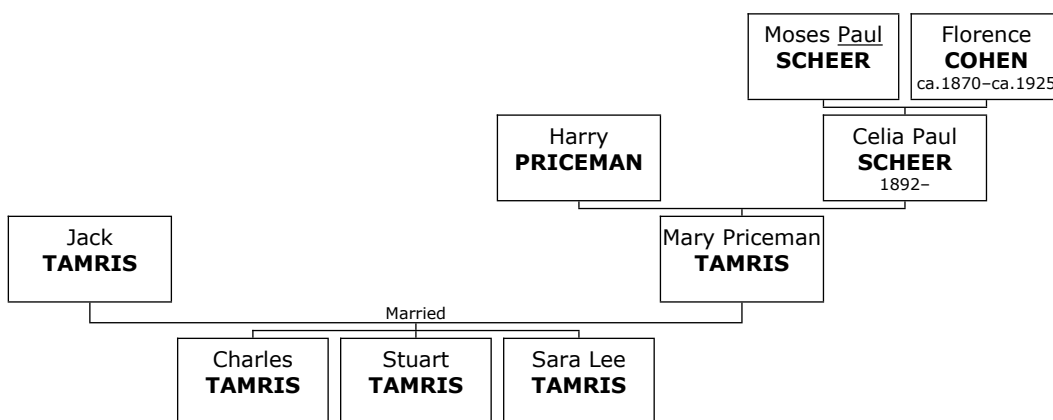 Moses Paul
SCHEER
Florence
COHEN
ca.1870–ca.1925
Harry
PRICEMAN
Celia Paul
SCHEER
1892–
Jack
TAMRIS
Mary Priceman
TAMRIS
Married
Charles
TAMRIS
Stuart
TAMRIS
Sara Lee
TAMRIS